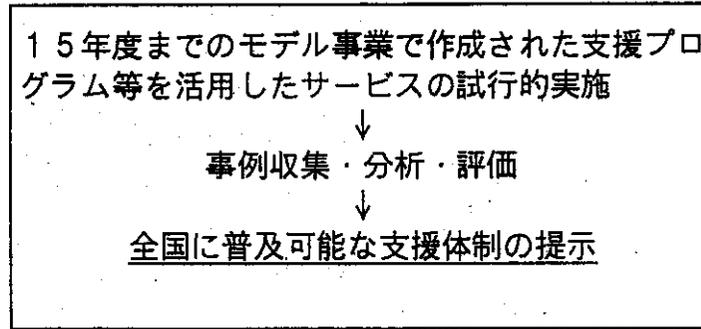 １５年度までのモデル事業で作成された支援プロ
グラム等を活用したサービスの試行的実施
↓
事例収集・分析・評価
↓
全国に普及可能な支援体制の提示